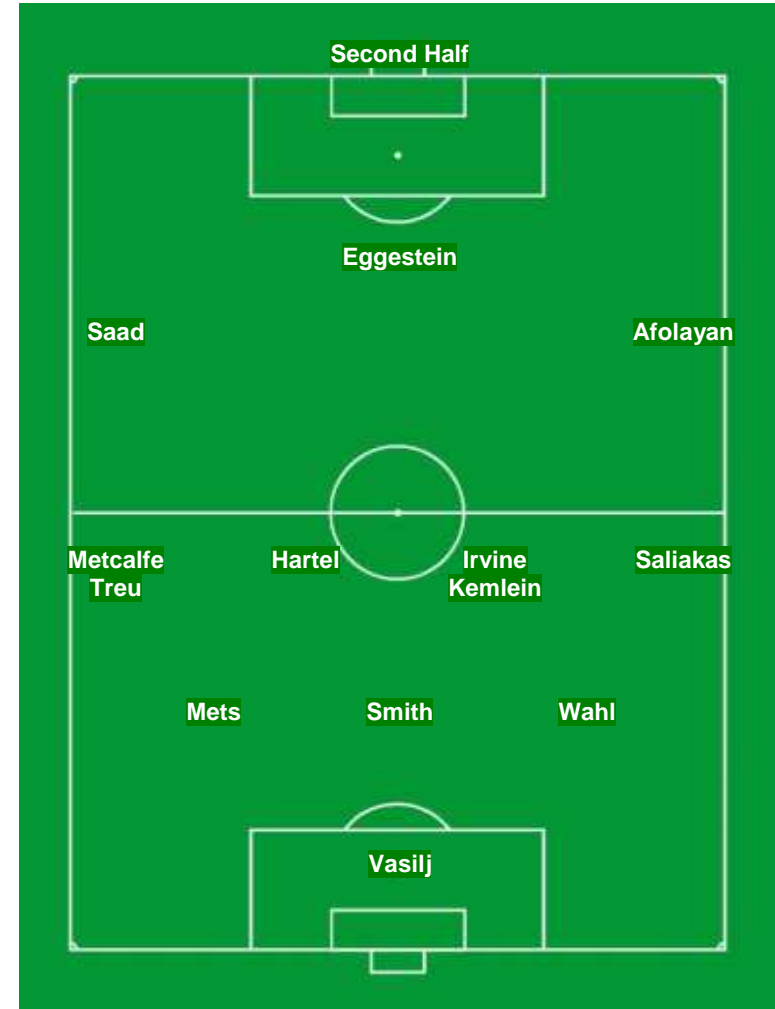 Second Half
Eggestein
Saad Afolayan
Metcalfe Hartel Irvine Saliakas
Treu Kemlein
Mets Smith Wahl
Vasilj